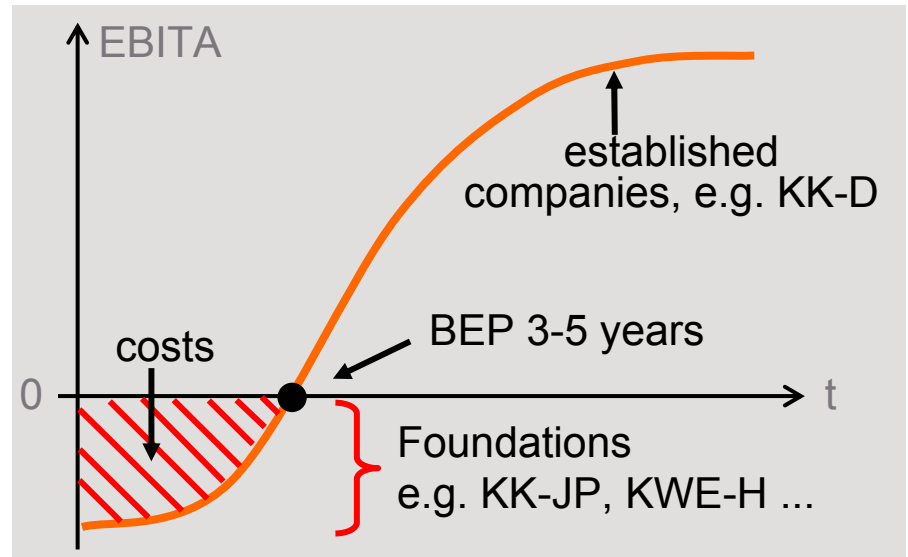 EBITA
established
companies, e.g. KK-D
BEP 3-5 years
costs
0
t
Foundations
e.g. KK-JP, KWE-H ...